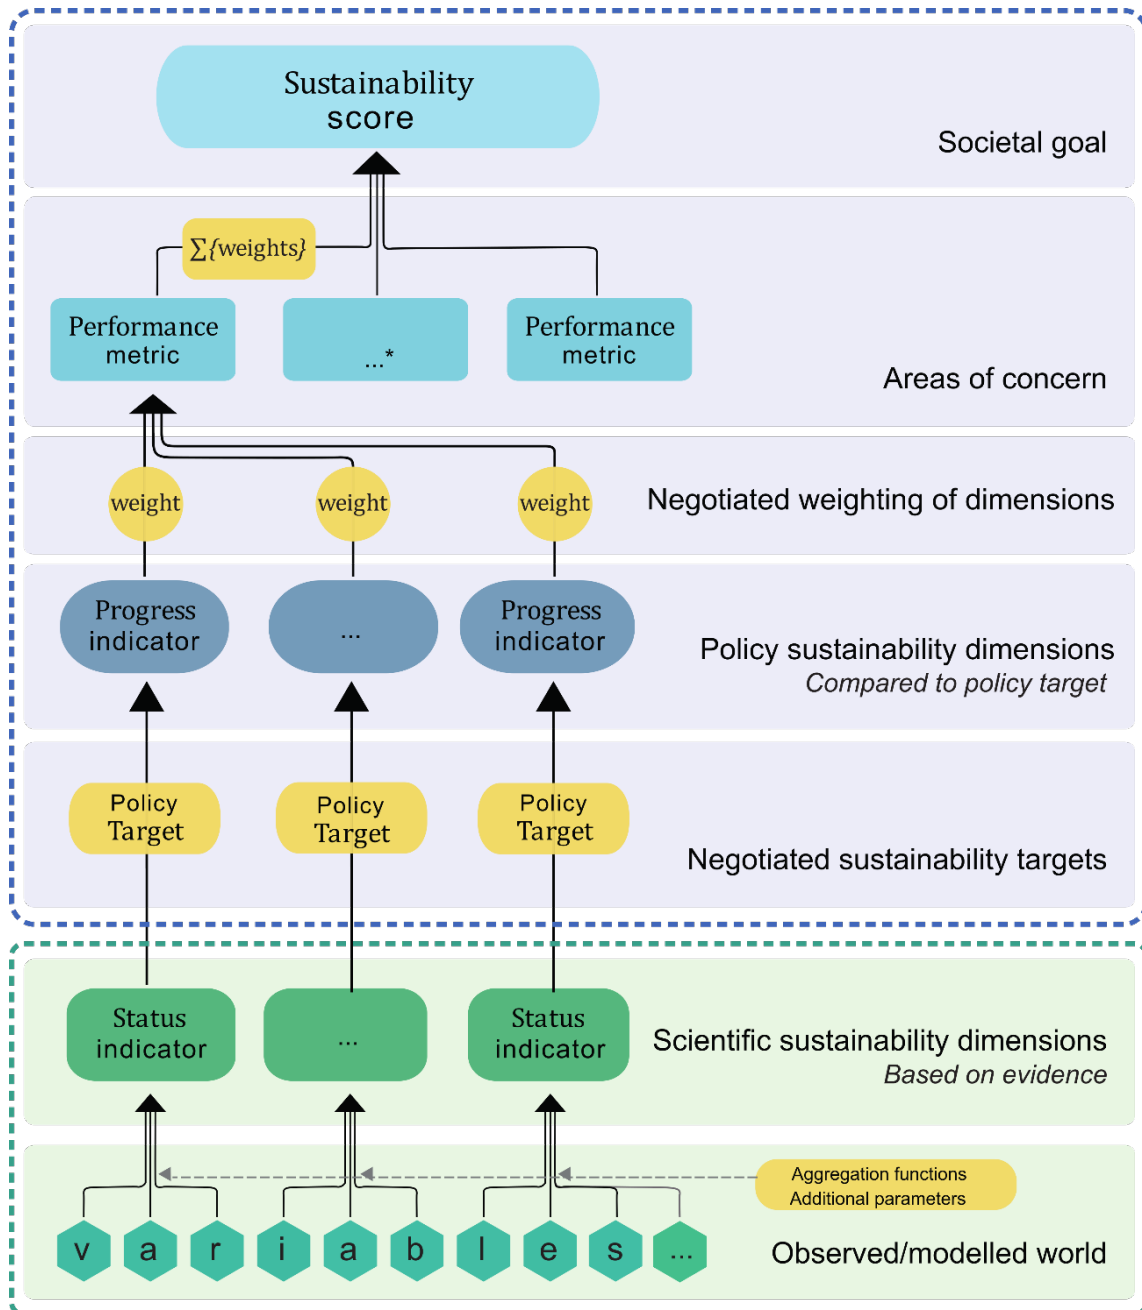 Sustainability
score
Societal goal
∑{weights}
Performance
metric
...*
Performance
metric
Areas of concern
weight
weight
weight
Negotiated weighting of dimensions
Progress
indicator
...
Progress
indicator
Policy sustainability dimensions
Compared to policy target
Policy
Target
Policy
Target
Policy
Target
Negotiated sustainability targets
Status
indicator
...
Status
indicator
Scientific sustainability dimensions
Based on evidence
Aggregation functions
Additional parameters
v a r i a b l e s ...
Observed/modelled world